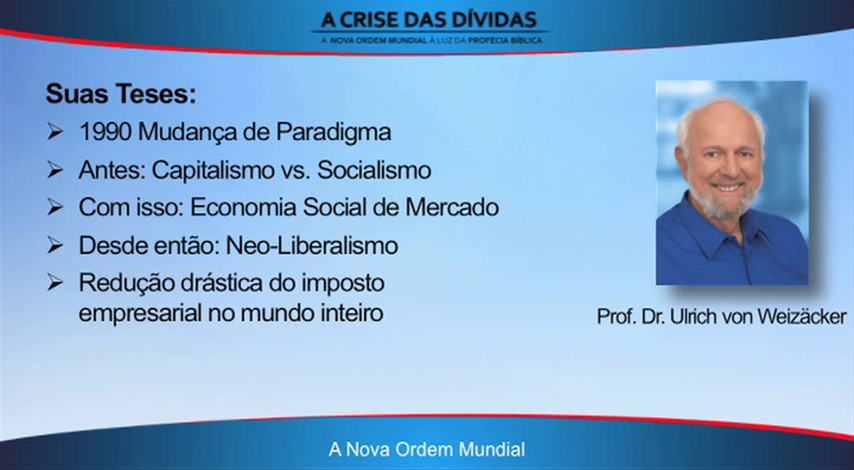 A CRISE DAS DÍVIDAS
A NOVA ORDEM MUNDIAL À LUZ DA PROFECIA BÍBLICA
Suas Teses:
➢ 1990 Mudança de Paradigma
➢ Antes: Capitalismo vs. Socialismo
➢ Com isso: Economia Social de Mercado
➢ Desde então: Neo-Liberalismo
➢ Redução drástica do imposto
empresarial no mundo inteiro
Prof. Dr. Ulrich von Weizäcker
A Nova Ordem Mundial